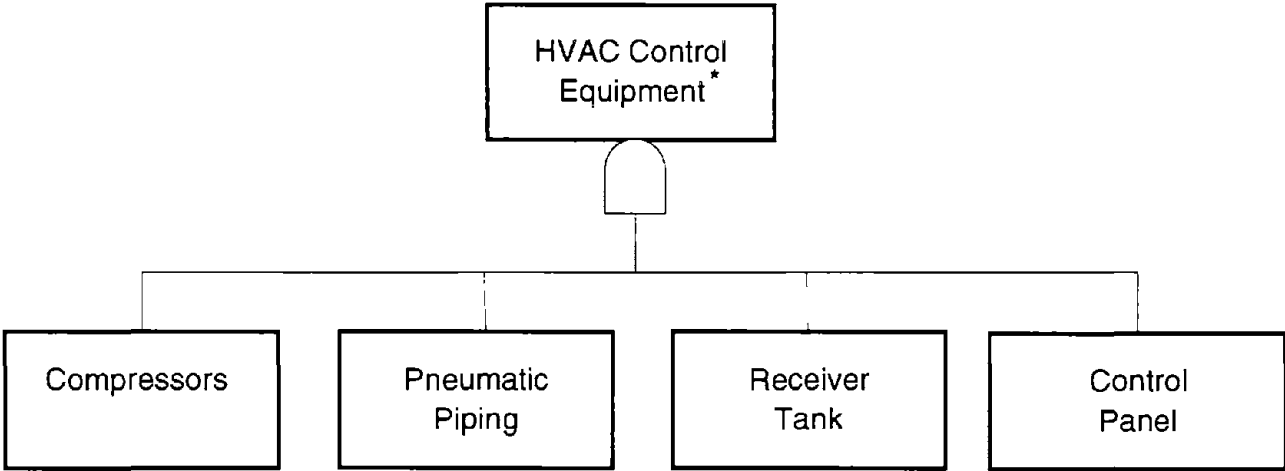 HVAC Control
Equipment*
Compressors
Pneumatic
Piping
Receiver
Tank
Control
Panel